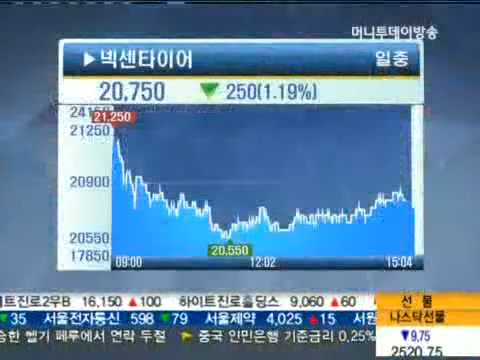 머니투데이방송
▶넥센타이어 일중
20,750 ▼ 250(1.19%)
24150
21,250
21250
20900
20550
20,550
17850
09:00 12:02 15:04
이트진로2우B 16,150 ▲100 하이트진로홀딩스 9,060 ▲60 선 물
▼35 서울전자통신 598 ▼79 서울제약 4,025 ▲15 서원 나스닥선물
승한 헬기 페루에서 연락 두절 중국 인민은행 기준금리 0,25% ▼9,75
2520.75